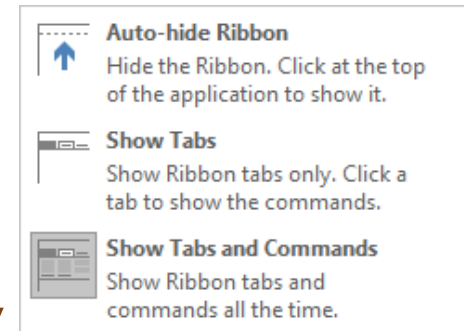 Auto-hide Ribbon
Hide the Ribbon. Click at the top
of the application to show it.
Show Tabs
Show Ribbon tabs only. Click a
tab to show the commands.
Show Tabs and Commands
Show Ribbon tabs and
commands all the time.